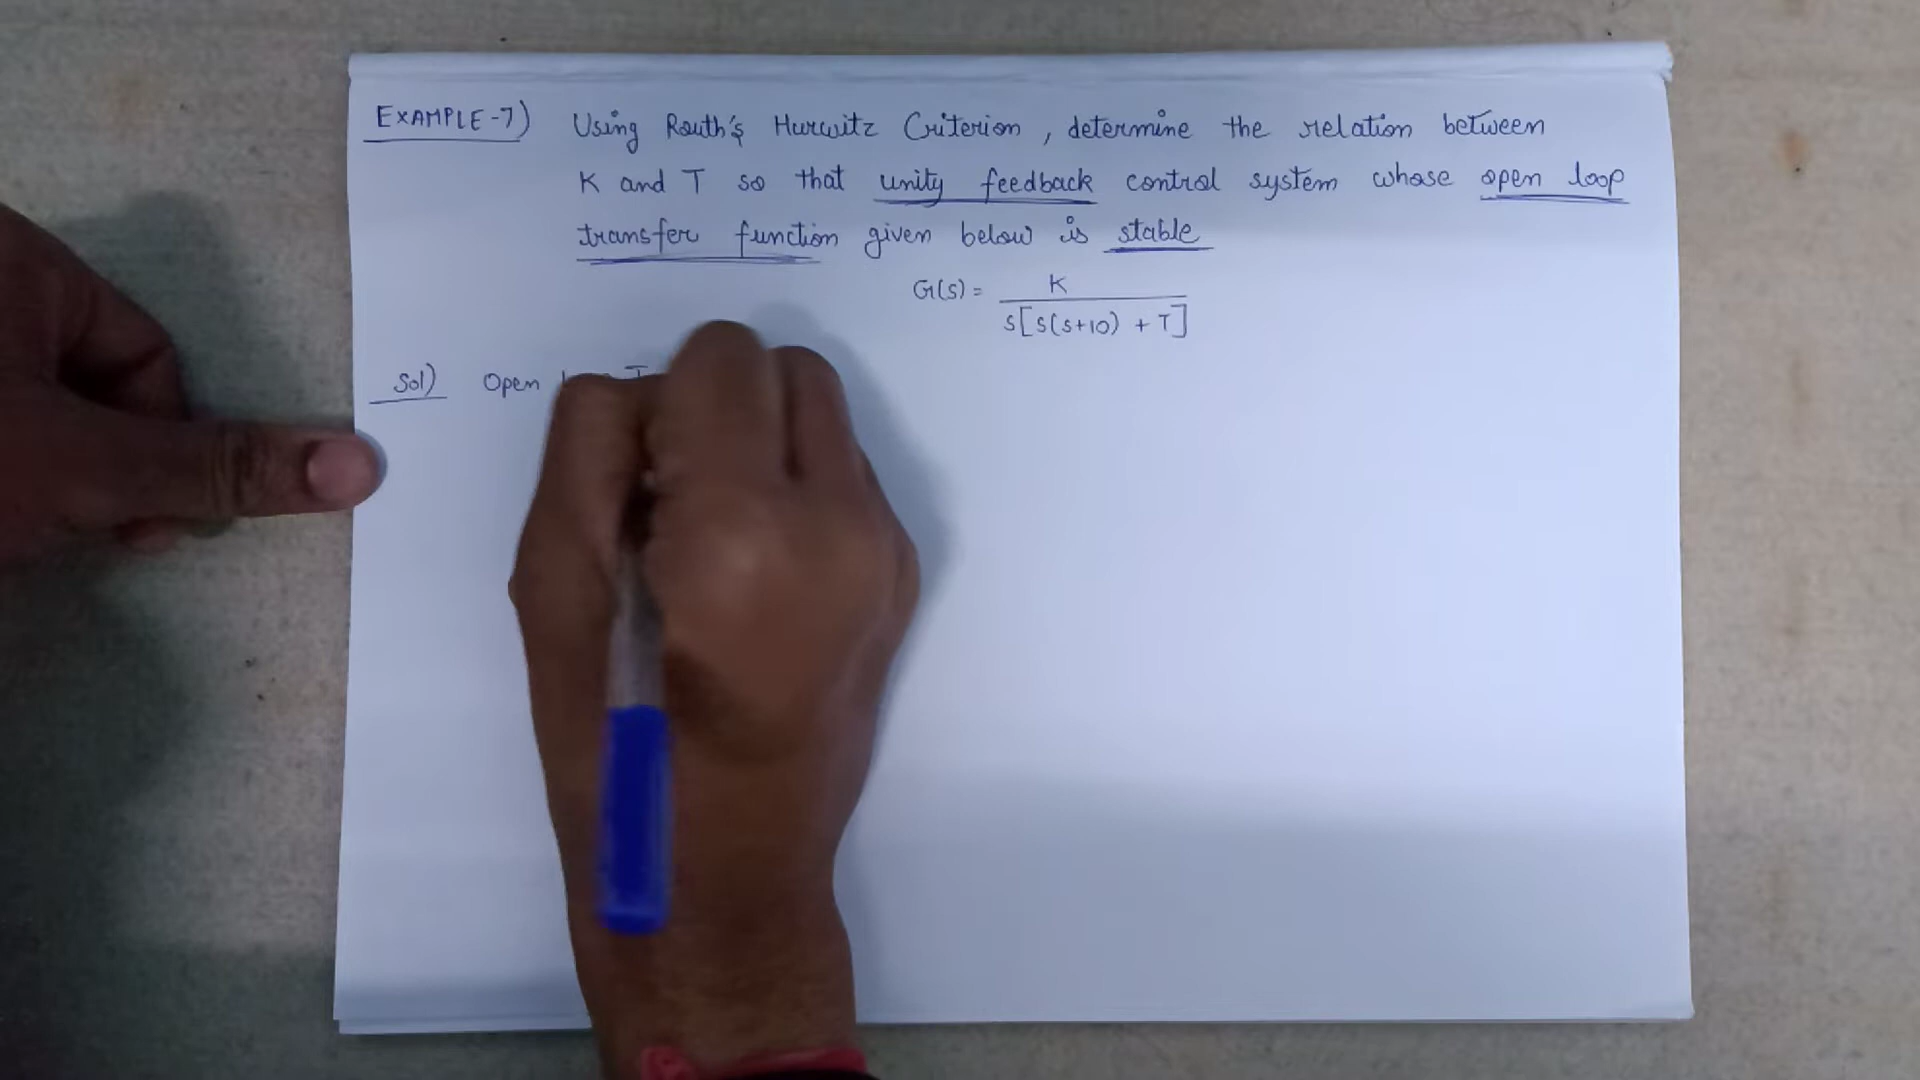 EXAMPLE-7) Using Routh's Hurwitz Criterion, determine the relation between
K and T so that unity feedback control system whose open loop
transfer function given below is stable
G(s) = K
s[s(s+10) + T]
Sol) Open